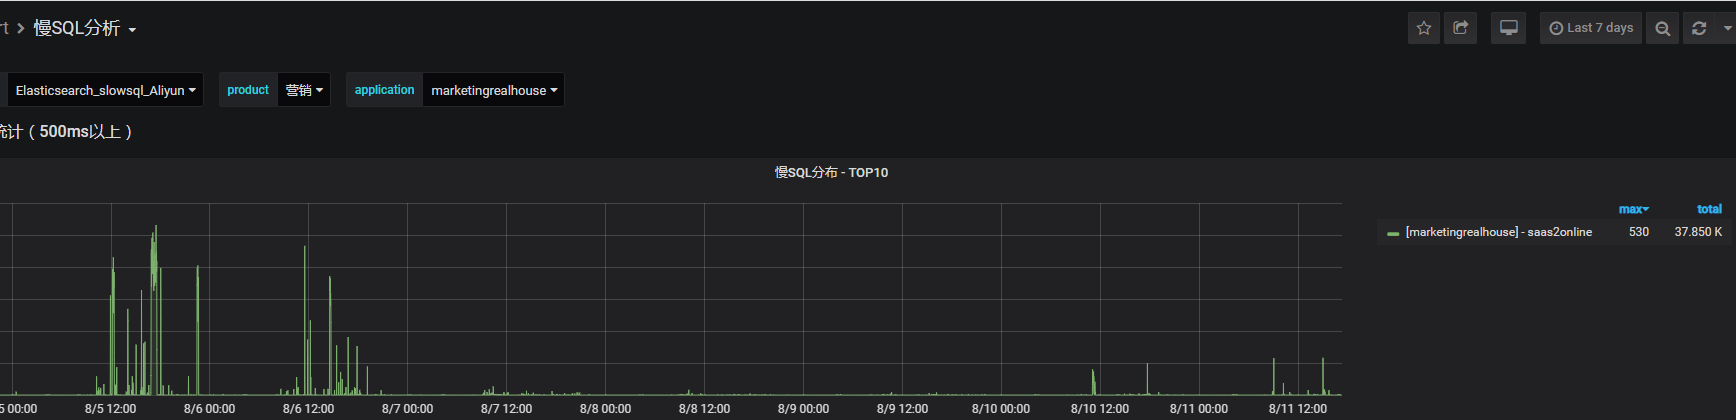 rt > 慢SQL分析
Last 7 days
Elasticsearch_slowsql_Aliyun product 营销 application marketingrealhouse
统计（500ms以上）
慢SQL分布 - TOP10
max total
[marketingrealhouse] - saas2online 530 37.850 K
5 00:00 8/5 12:00 8/6 00:00 8/6 12:00 8/7 00:00 8/7 12:00 8/8 00:00 8/8 12:00 8/9 00:00 8/9 12:00 8/10 00:00 8/10 12:00 8/11 00:00 8/11 12:00